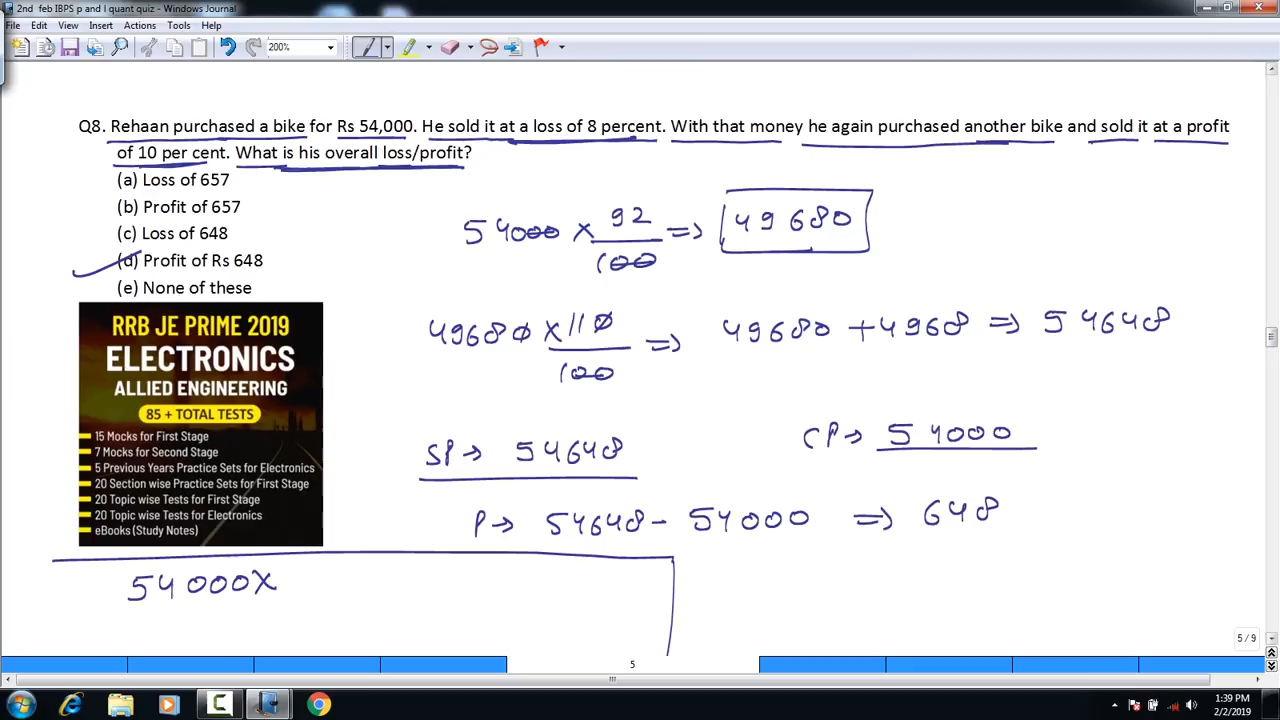 2nd feb IBPS p and I quant quiz - Windows Journal
File Edit View Insert Actions Tools Help
200%
Q8. Rehaan purchased a bike for Rs 54,000. He sold it at a loss of 8 percent. With that money he again purchased another bike and sold it at a profit
of 10 per cent. What is his overall loss/profit?
(a) Loss of 657
(b) Profit of 657
(c) Loss of 648
(d) Profit of Rs 648
(e) None of these
54000 × 92/100 ⇒ 49680
49680 × 110/100 ⇒ 49680 + 4968 ⇒ 54648
SP → 54648
CP → 54000
P → 54648 - 54000 ⇒ 648
RRB JE PRIME 2019
ELECTRONICS
ALLIED ENGINEERING
85 + TOTAL TESTS
15 Mocks for First Stage
7 Mocks for Second Stage
5 Previous Years Practice Sets for Electronics
20 Section wise Practice Sets for First Stage
20 Topic wise Tests for First Stage
20 Topic wise Tests for Electronics
eBooks (Study Notes)
54000×
5 / 9
5
1:39 PM
2/2/2019